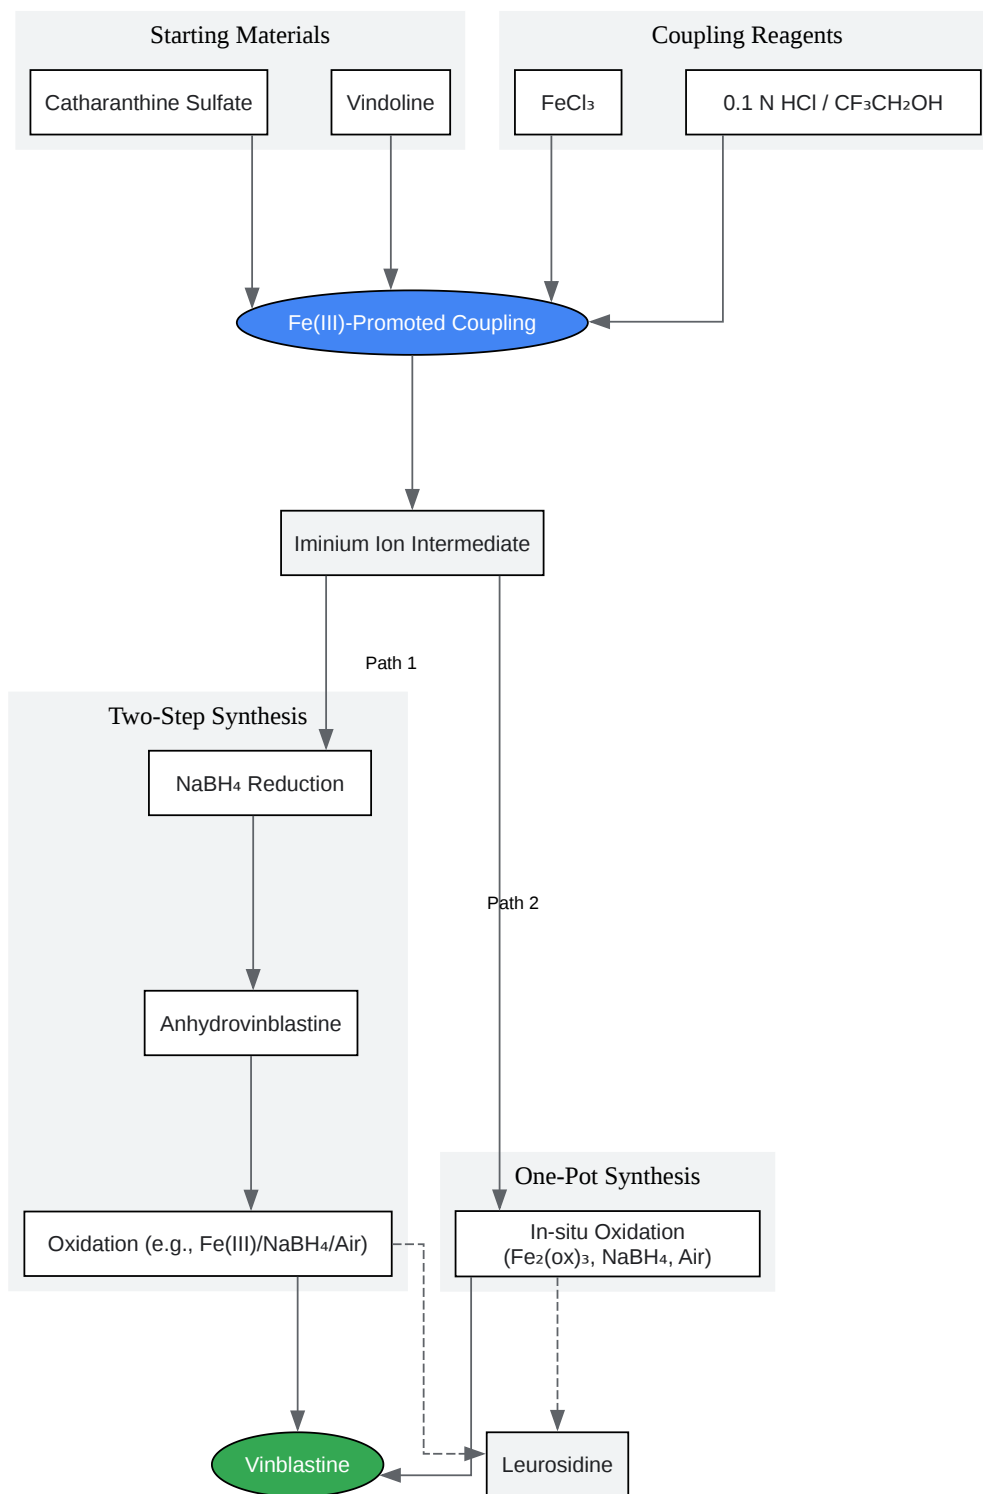 Starting Materials
Coupling Reagents
Catharanthine Sulfate
Vindoline
FeCl₃
0.1 N HCl / CF₃CH₂OH
Fe(III)-Promoted Coupling
Iminium Ion Intermediate
Path 1
Two-Step Synthesis
NaBH₄ Reduction
Path 2
Anhydrovinblastine
One-Pot Synthesis
Oxidation (e.g., Fe(III)/NaBH₄/Air)
In-situ Oxidation
(Fe₂(ox)₃, NaBH₄, Air)
Vinblastine
Leurosidine